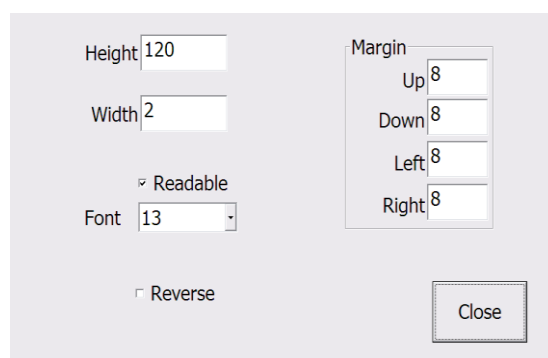 Height 120
Width 2
Readable
Font 13
Reverse
Margin
Up 8
Down 8
Left 8
Right 8
Close